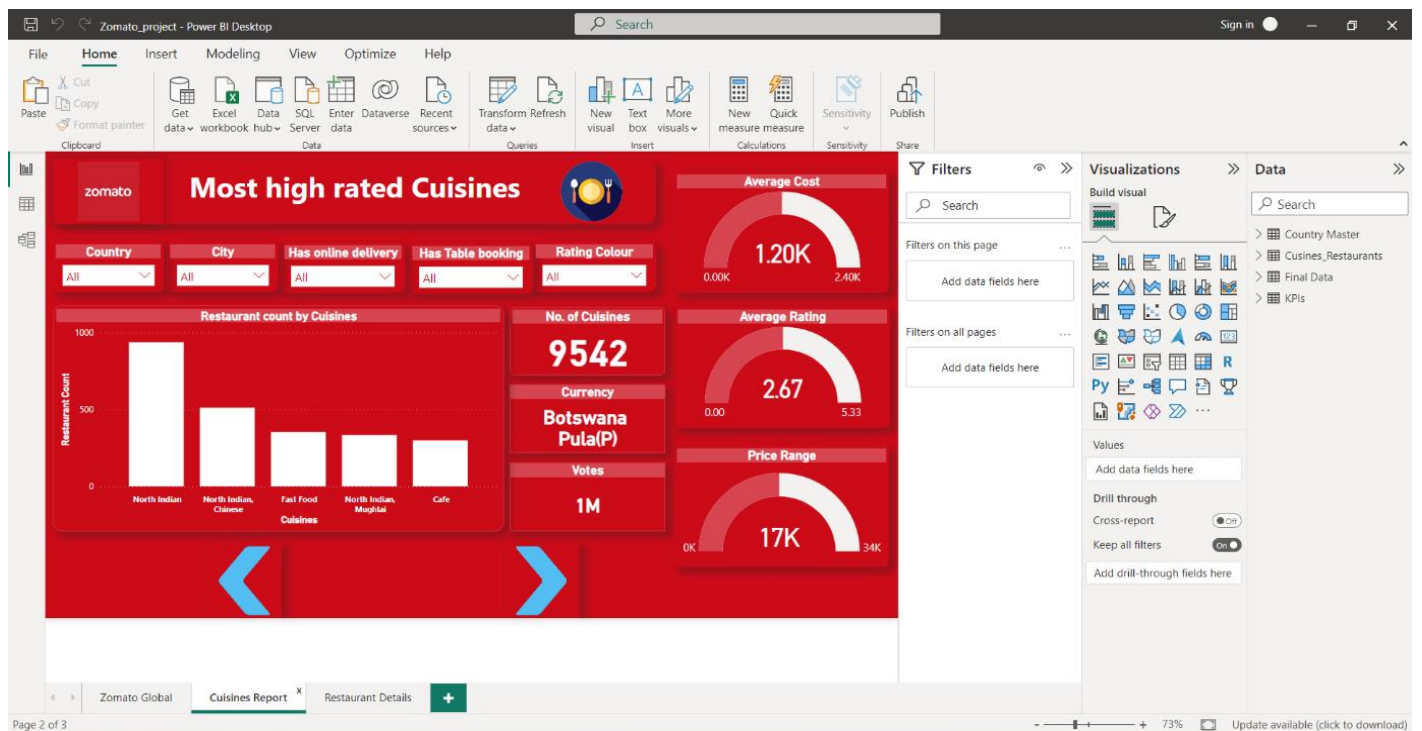 Zomato_project - Power BI Desktop
Search
Sign in
File Home Insert Modeling View Optimize Help
Paste
Cut
Copy
Format painter
Clipboard
Get data
Excel workbook
Data hub
SQL Server
Enter data
Dataverse
Recent sources
Data
Transform data
Refresh
Queries
New visual
Text box
More visuals
Insert
New measure
Quick measure
Calculations
Sensitivity
Sensitivity
Publish
Share
zomato
Most high rated Cuisines
Country
All
City
All
Has online delivery
All
Has Table booking
All
Rating Colour
All
Restaurant count by Cuisines
1000
500
0
Restaurant Count
North Indian
North Indian,
Chinese
Fast Food
North Indian,
Mughlai
Cafe
Cuisines
No. of Cuisines
9542
Currency
Botswana
Pula(P)
Votes
1M
Average Cost
1.20K
0.00K 2.40K
Average Rating
2.67
0.00 5.33
Price Range
17K
0K 34K
Filters
Search
Filters on this page ...
Add data fields here
Filters on all pages ...
Add data fields here
Visualizations
Build visual
123
R
Py
...
Values
Add data fields here
Drill through
Cross-report Off
Keep all filters On
Add drill-through fields here
Data
Search
Country Master
Cusines_Restaurants
Final Data
KPIs
Zomato Global
Cuisines Report x
Restaurant Details
+
Page 2 of 3
- + 73%
Update available (click to download)